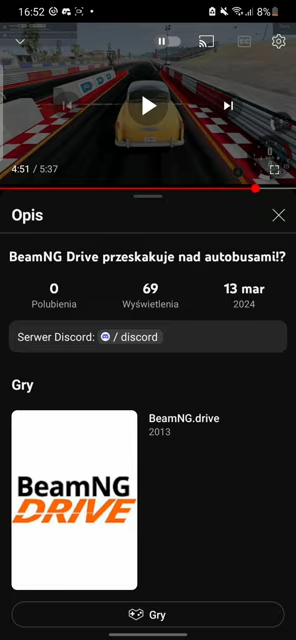 16:52
8%
4:51 / 5:37
Opis
BeamNG Drive przeskakuje nad autobusami!?
0 69 13 mar
Polubienia Wyświetlenia 2024
Serwer Discord: / discord
Gry
BeamNG.drive
2013
BeamNG
DRIVE
Gry